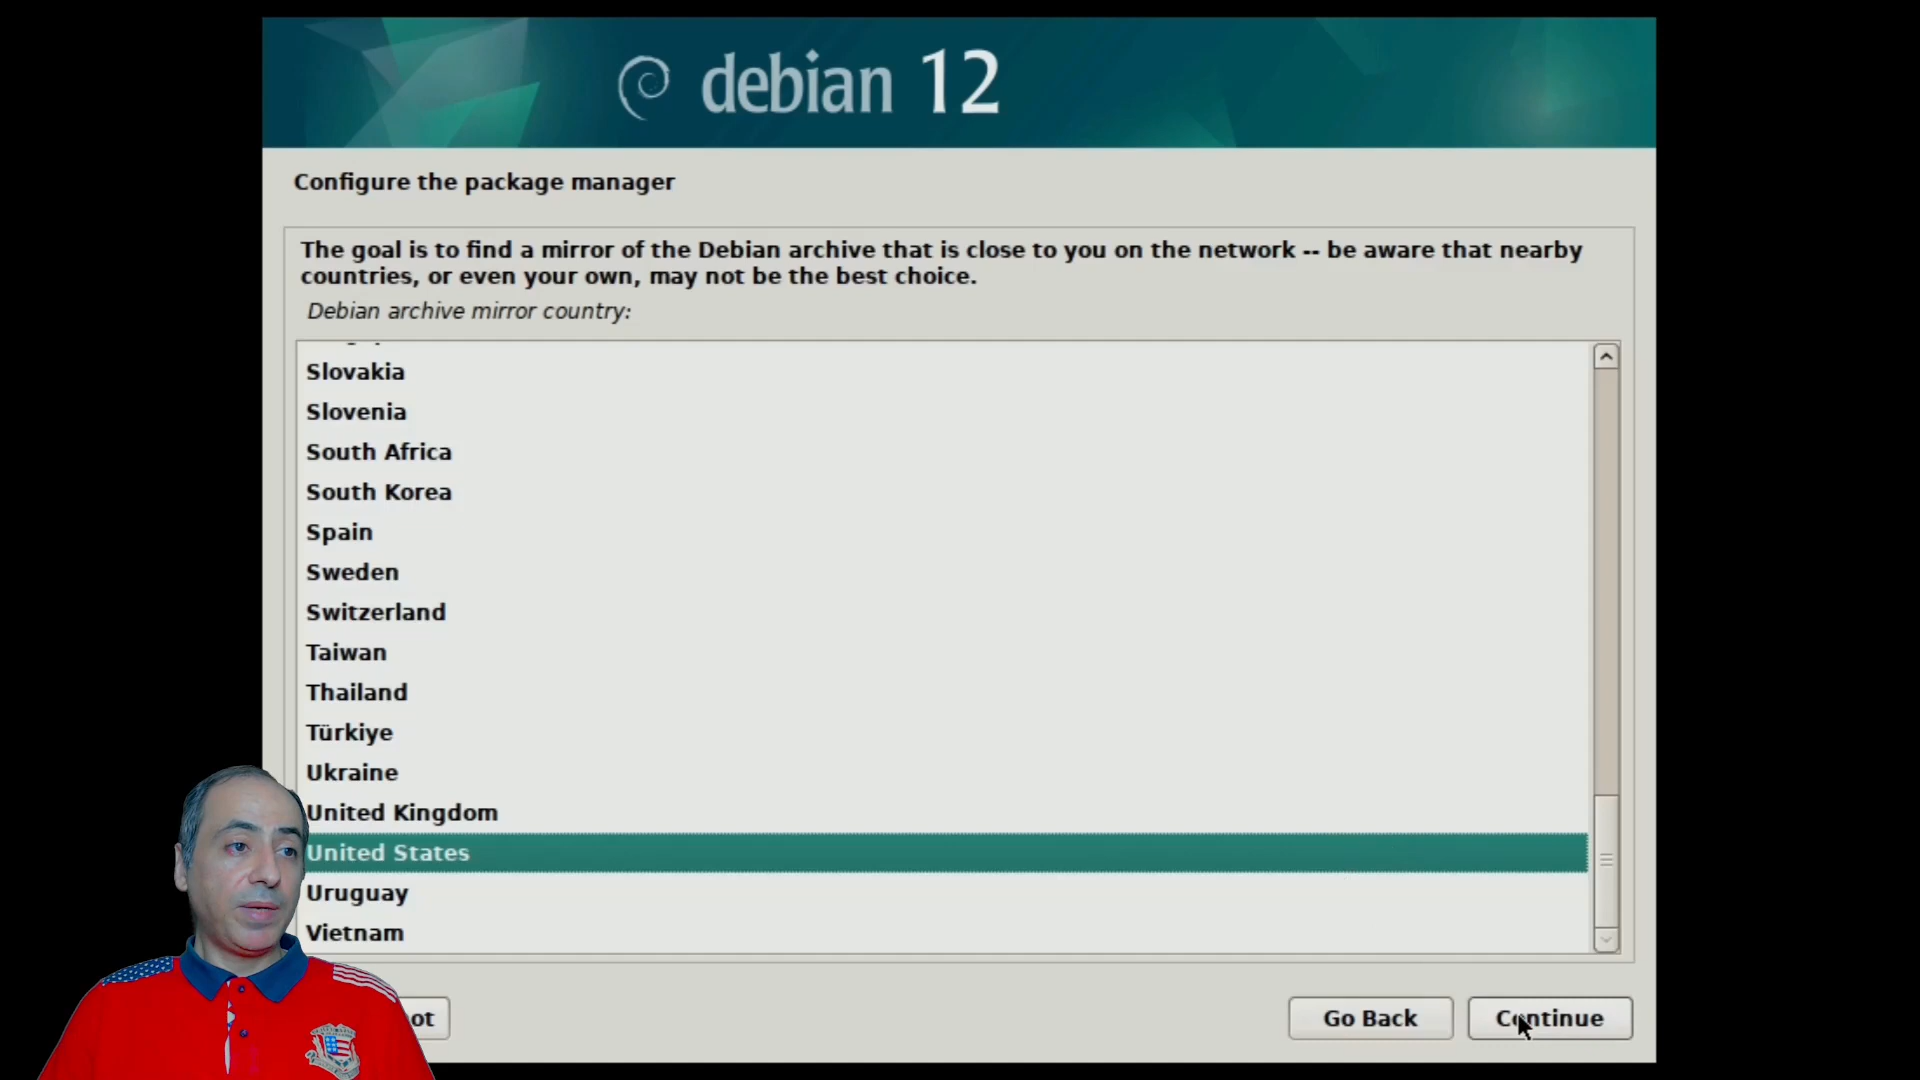 debian 12
Configure the package manager
The goal is to find a mirror of the Debian archive that is close to you on the network -- be aware that nearby
countries, or even your own, may not be the best choice.
Debian archive mirror country:
Slovakia
Slovenia
South Africa
South Korea
Spain
Sweden
Switzerland
Taiwan
Thailand
Türkiye
Ukraine
United Kingdom
United States
Uruguay
Vietnam
Go Back
Continue